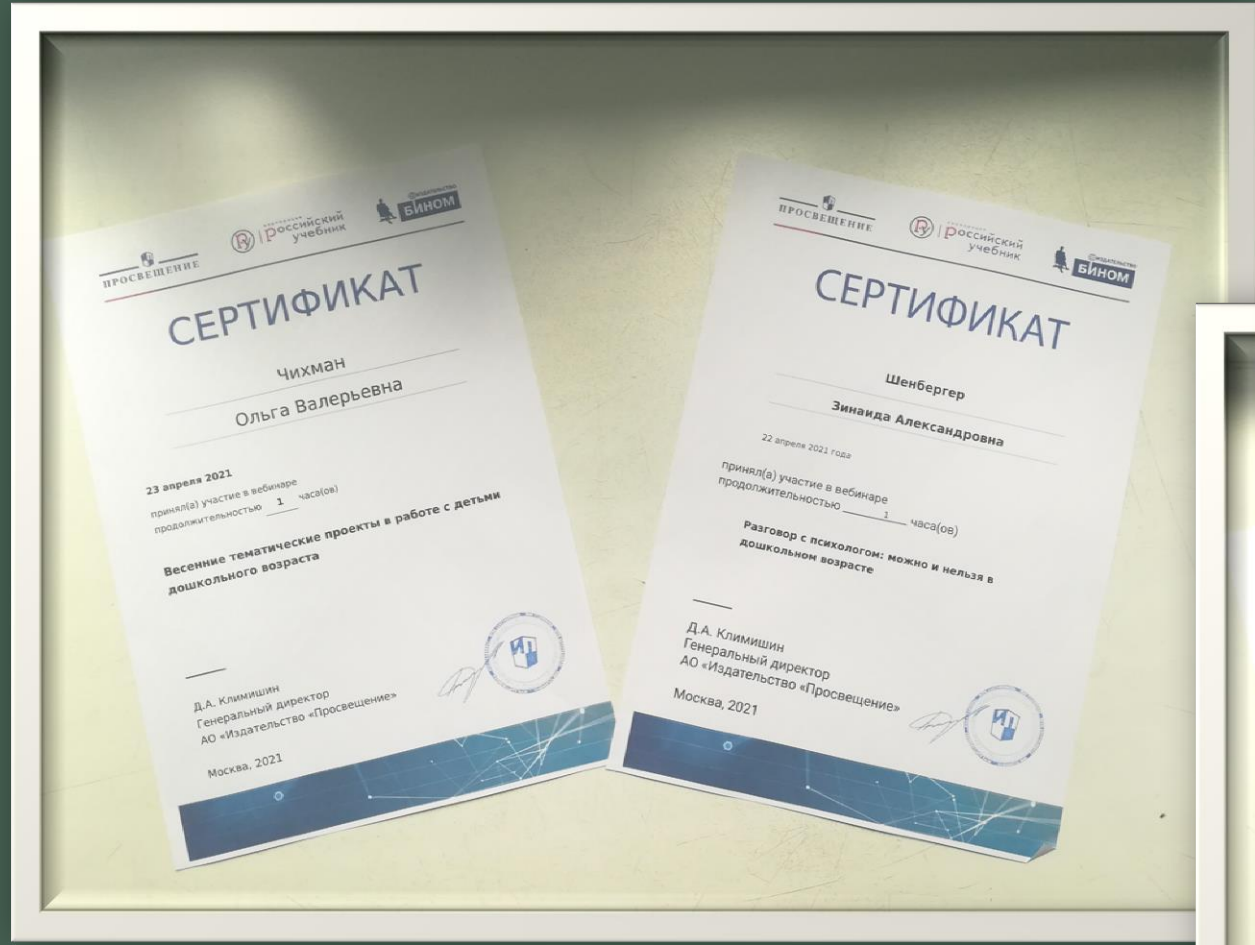 ПРОСВЕЩЕНИЕ
российский
учебник
БИНОМ
СЕРТИФИКАТ
Чихман
Ольга Валерьевна
23 апреля 2021
принял(а) участие в вебинаре
продолжительностью 1 часа(ов)
Весенние тематические проекты в работе с детьми
дошкольного возраста
Д.А. Климишин
Генеральный директор
АО «Издательство «Просвещение»
Москва, 2021
ПРОСВЕЩЕНИЕ
российский
учебник
БИНОМ
СЕРТИФИКАТ
Шенбергер
Зинаида Александровна
22 апреля 2021 года
принял(а) участие в вебинаре
продолжительностью 1 часа(ов)
Разговор с психологом: можно и нельзя в
дошкольном возрасте
Д.А. Климишин
Генеральный директор
АО «Издательство «Просвещение»
Москва, 2021